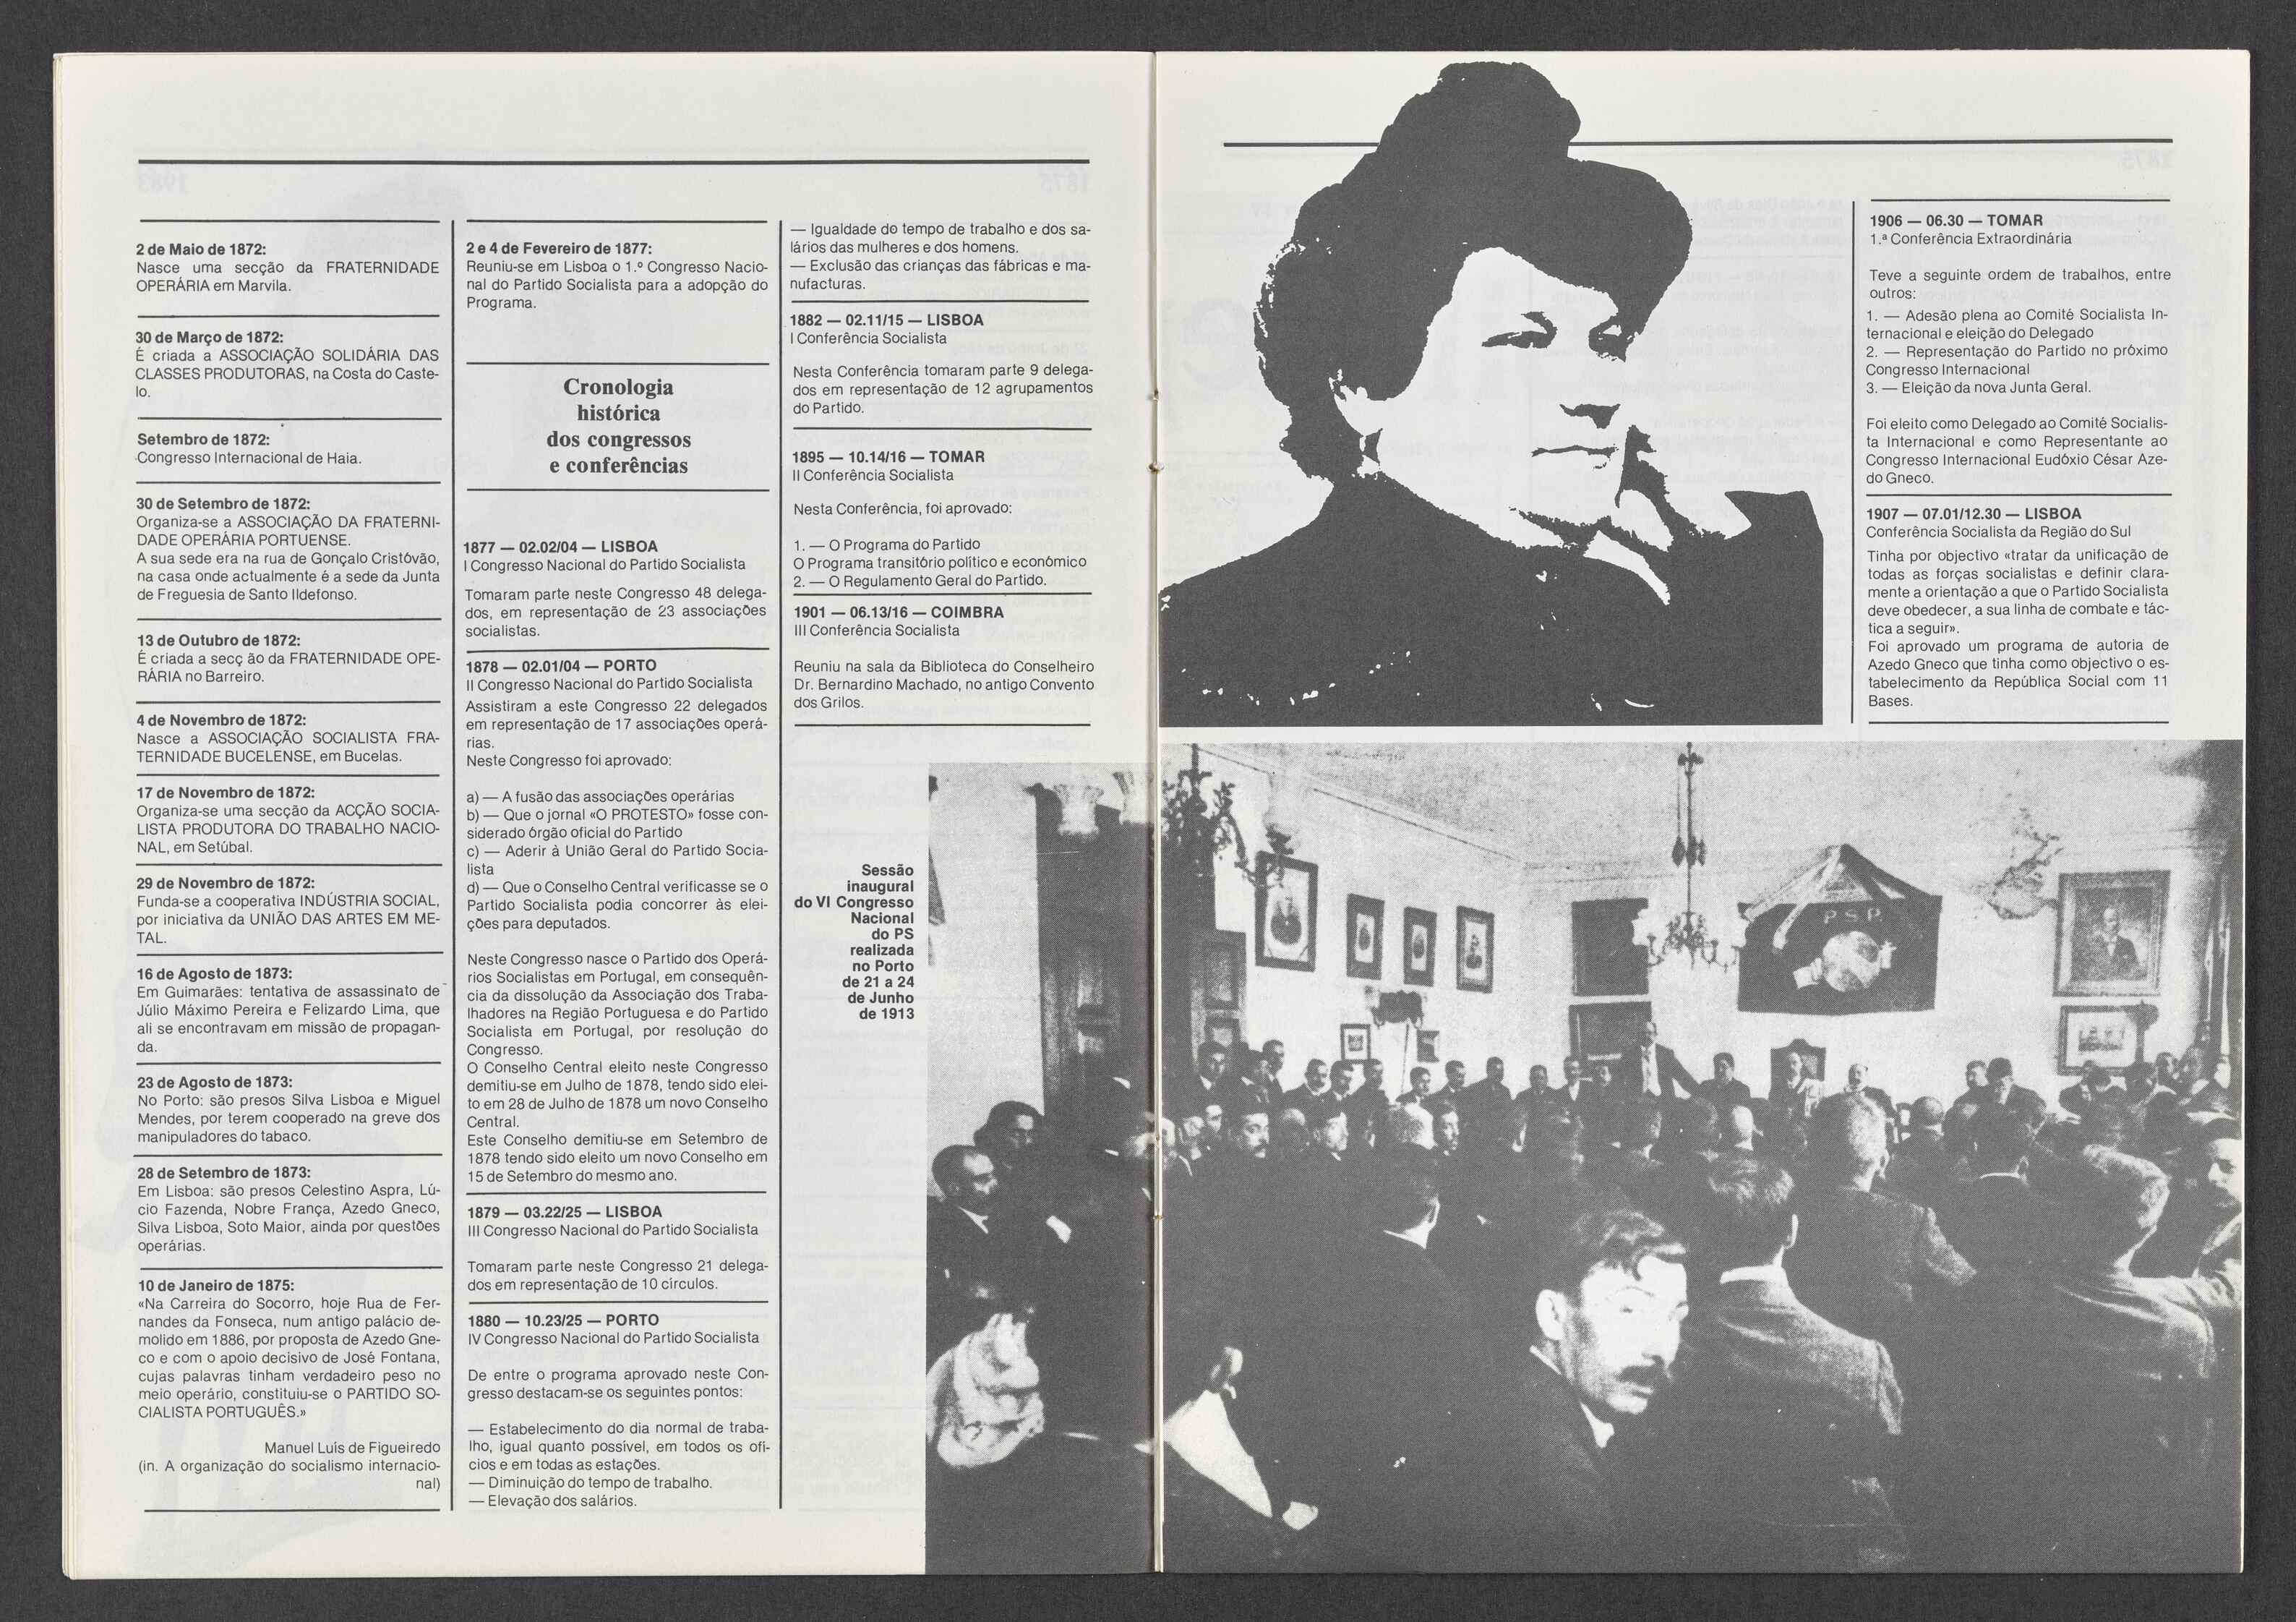 2 de Maio de 1872:
Nasce uma secção da FRATERNIDADE
OPERÁRIA em Marvila.
30 de Março de 1872:
É criada a ASSOCIAÇÃO SOLIDÁRIA DAS
CLASSES PRODUTORAS, na Costa do Caste-
lo.
Setembro de 1872:
Congresso Internacional de Haia.
30 de Setembro de 1872:
Organiza-se a ASSOCIAÇÃO DA FRATERNI-
DADE OPERÁRIA PORTUENSE.
A sua sede era na rua de Gonçalo Cristóvão,
na casa onde actualmente é a sede da Junta
de Freguesia de Santo Ildefonso.
13 de Outubro de 1872:
É criada a secç ão da FRATERNIDADE OPE-
RÁRIA no Barreiro.
4 de Novembro de 1872:
Nasce a ASSOCIAÇÃO SOCIALISTA FRA-
TERNIDADE BUCELENSE, em Bucelas.
17 de Novembro de 1872:
Organiza-se uma secção da ACÇÃO SOCIA-
LISTA PRODUTORA DO TRABALHO NACIO-
NAL, em Setúbal.
29 de Novembro de 1872:
Funda-se a cooperativa INDÚSTRIA SOCIAL,
por iniciativa da UNIÃO DAS ARTES EM ME-
TAL.
16 de Agosto de 1873:
Em Guimarães: tentativa de assassinato de
Júlio Máximo Pereira e Felizardo Lima, que
ali se encontravam em missão de propagan-
da.
23 de Agosto de 1873:
No Porto: são presos Silva Lisboa e Miguel
Mendes, por terem cooperado na greve dos
manipuladores do tabaco.
28 de Setembro de 1873:
Em Lisboa: são presos Celestino Aspra, Lú-
cio Fazenda, Nobre França, Azedo Gneco,
Silva Lisboa, Soto Maior, ainda por questões
operárias.
10 de Janeiro de 1875:
«Na Carreira do Socorro, hoje Rua de Fer-
nandes da Fonseca, num antigo palácio de-
molido em 1886, por proposta de Azedo Gne-
co e com o apoio decisivo de José Fontana,
cujas palavras tinham verdadeiro peso no
meio operário, constituiu-se o PARTIDO SO-
CIALISTA PORTUGUÊS.»
Manuel Luís de Figueiredo
(in. A organização do socialismo internacio-
nal)
2 e 4 de Fevereiro de 1877:
Reuniu-se em Lisboa o 1.º Congresso Nacio-
nal do Partido Socialista para a adopção do
Programa.
Cronologia
histórica
dos congressos
e conferências
1877 — 02.02/04 — LISBOA
I Congresso Nacional do Partido Socialista
Tomaram parte neste Congresso 48 delega-
dos, em representação de 23 associações
socialistas.
1878 — 02.01/04 — PORTO
II Congresso Nacional do Partido Socialista
Assistiram a este Congresso 22 delegados
em representação de 17 associações operá-
rias.
Neste Congresso foi aprovado:
a) — A fusão das associações operárias
b) — Que o jornal «O PROTESTO» fosse con-
siderado órgão oficial do Partido
c) — Aderir à União Geral do Partido Socia-
lista
d) — Que o Conselho Central verificasse se o
Partido Socialista podia concorrer às elei-
ções para deputados.
Neste Congresso nasce o Partido dos Operá-
rios Socialistas em Portugal, em consequên-
cia da dissolução da Associação dos Traba-
lhadores na Região Portuguesa e do Partido
Socialista em Portugal, por resolução do
Congresso.
O Conselho Central eleito neste Congresso
demitiu-se em Julho de 1878, tendo sido elei-
to em 28 de Julho de 1878 um novo Conselho
Central.
Este Conselho demitiu-se em Setembro de
1878 tendo sido eleito um novo Conselho em
15 de Setembro do mesmo ano.
1879 — 03.22/25 — LISBOA
III Congresso Nacional do Partido Socialista
Tomaram parte neste Congresso 21 delega-
dos em representação de 10 círculos.
1880 — 10.23/25 — PORTO
IV Congresso Nacional do Partido Socialista
De entre o programa aprovado neste Con-
gresso destacam-se os seguintes pontos:
— Estabelecimento do dia normal de traba-
lho, igual quanto possível, em todos os ofí-
cios e em todas as estações.
— Diminuição do tempo de trabalho.
— Elevação dos salários.
— Igualdade do tempo de trabalho e dos sa-
lários das mulheres e dos homens.
— Exclusão das crianças das fábricas e ma-
nufacturas.
1882 — 02.11/15 — LISBOA
I Conferência Socialista
Nesta Conferência tomaram parte 9 delega-
dos em representação de 12 agrupamentos
do Partido.
1895 — 10.14/16 — TOMAR
II Conferência Socialista
Nesta Conferência, foi aprovado:
1. — O Programa do Partido
O Programa transitório político e económico
2. — O Regulamento Geral do Partido.
1901 — 06.13/16 — COIMBRA
III Conferência Socialista
Reuniu na sala da Biblioteca do Conselheiro
Dr. Bernardino Machado, no antigo Convento
dos Grilos.
Sessão
inaugural
do VI Congresso
Nacional
do PS
realizada
no Porto
de 21 a 24
de Junho
de 1913
1906 — 06.30 — TOMAR
1.ª Conferência Extraordinária
Teve a seguinte ordem de trabalhos, entre
outros:
1. — Adesão plena ao Comité Socialista In-
ternacional e eleição do Delegado
2. — Representação do Partido no próximo
Congresso Internacional
3. — Eleição da nova Junta Geral.
Foi eleito como Delegado ao Comité Socialis-
ta Internacional e como Representante ao
Congresso Internacional Eudóxio César Aze-
do Gneco.
1907 — 07.01/12.30 — LISBOA
Conferência Socialista da Região do Sul
Tinha por objectivo «tratar da unificação de
todas as forças socialistas e definir clara-
mente a orientação a que o Partido Socialista
deve obedecer, a sua linha de combate e tác-
tica a seguir».
Foi aprovado um programa de autoria de
Azedo Gneco que tinha como objectivo o es-
tabelecimento da República Social com 11
Bases.
P.S.P.